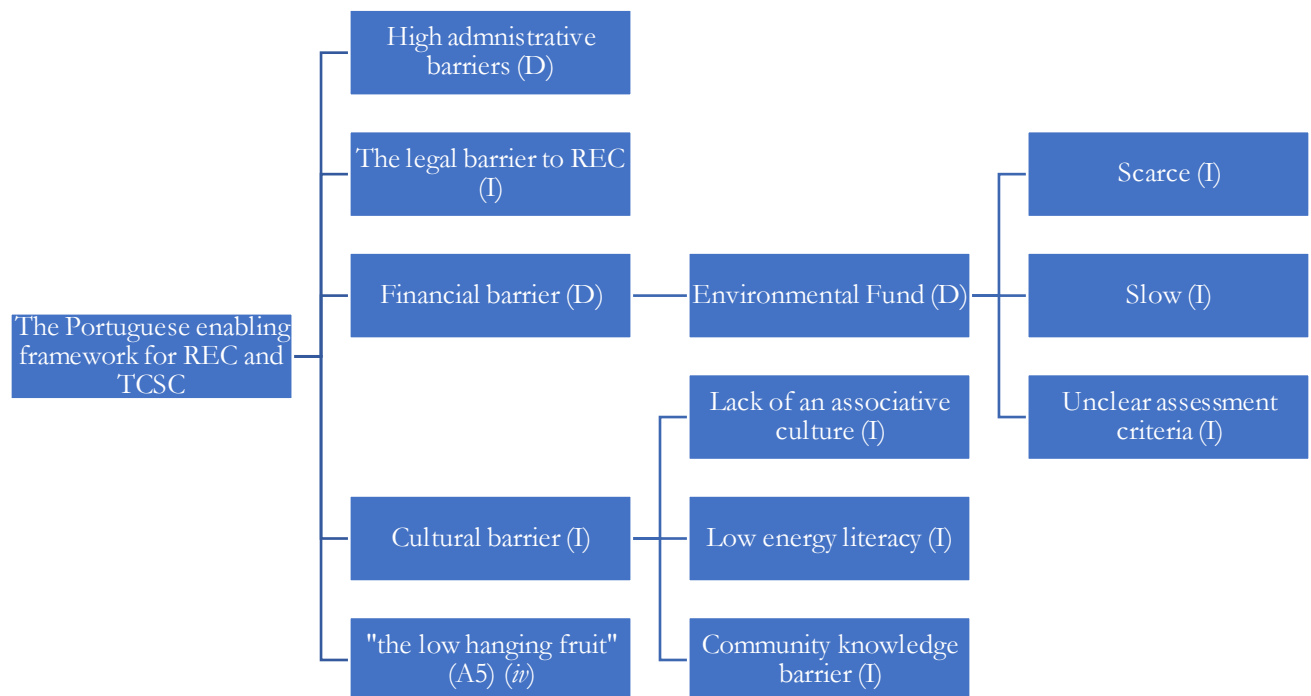 High admnistrative
barriers (D)
The legal barrier to REC
(I)
Scarce (I)
Financial barrier (D)
Environmental Fund (D)
Slow (I)
The Portuguese enabling
framework for REC and
TCSC
Lack of an associative
culture (I)
Unclear assessment
criteria (I)
Cultural barrier (I)
Low energy literacy (I)
"the low hanging fruit"
(A5) (iv)
Community knowledge
barrier (I)